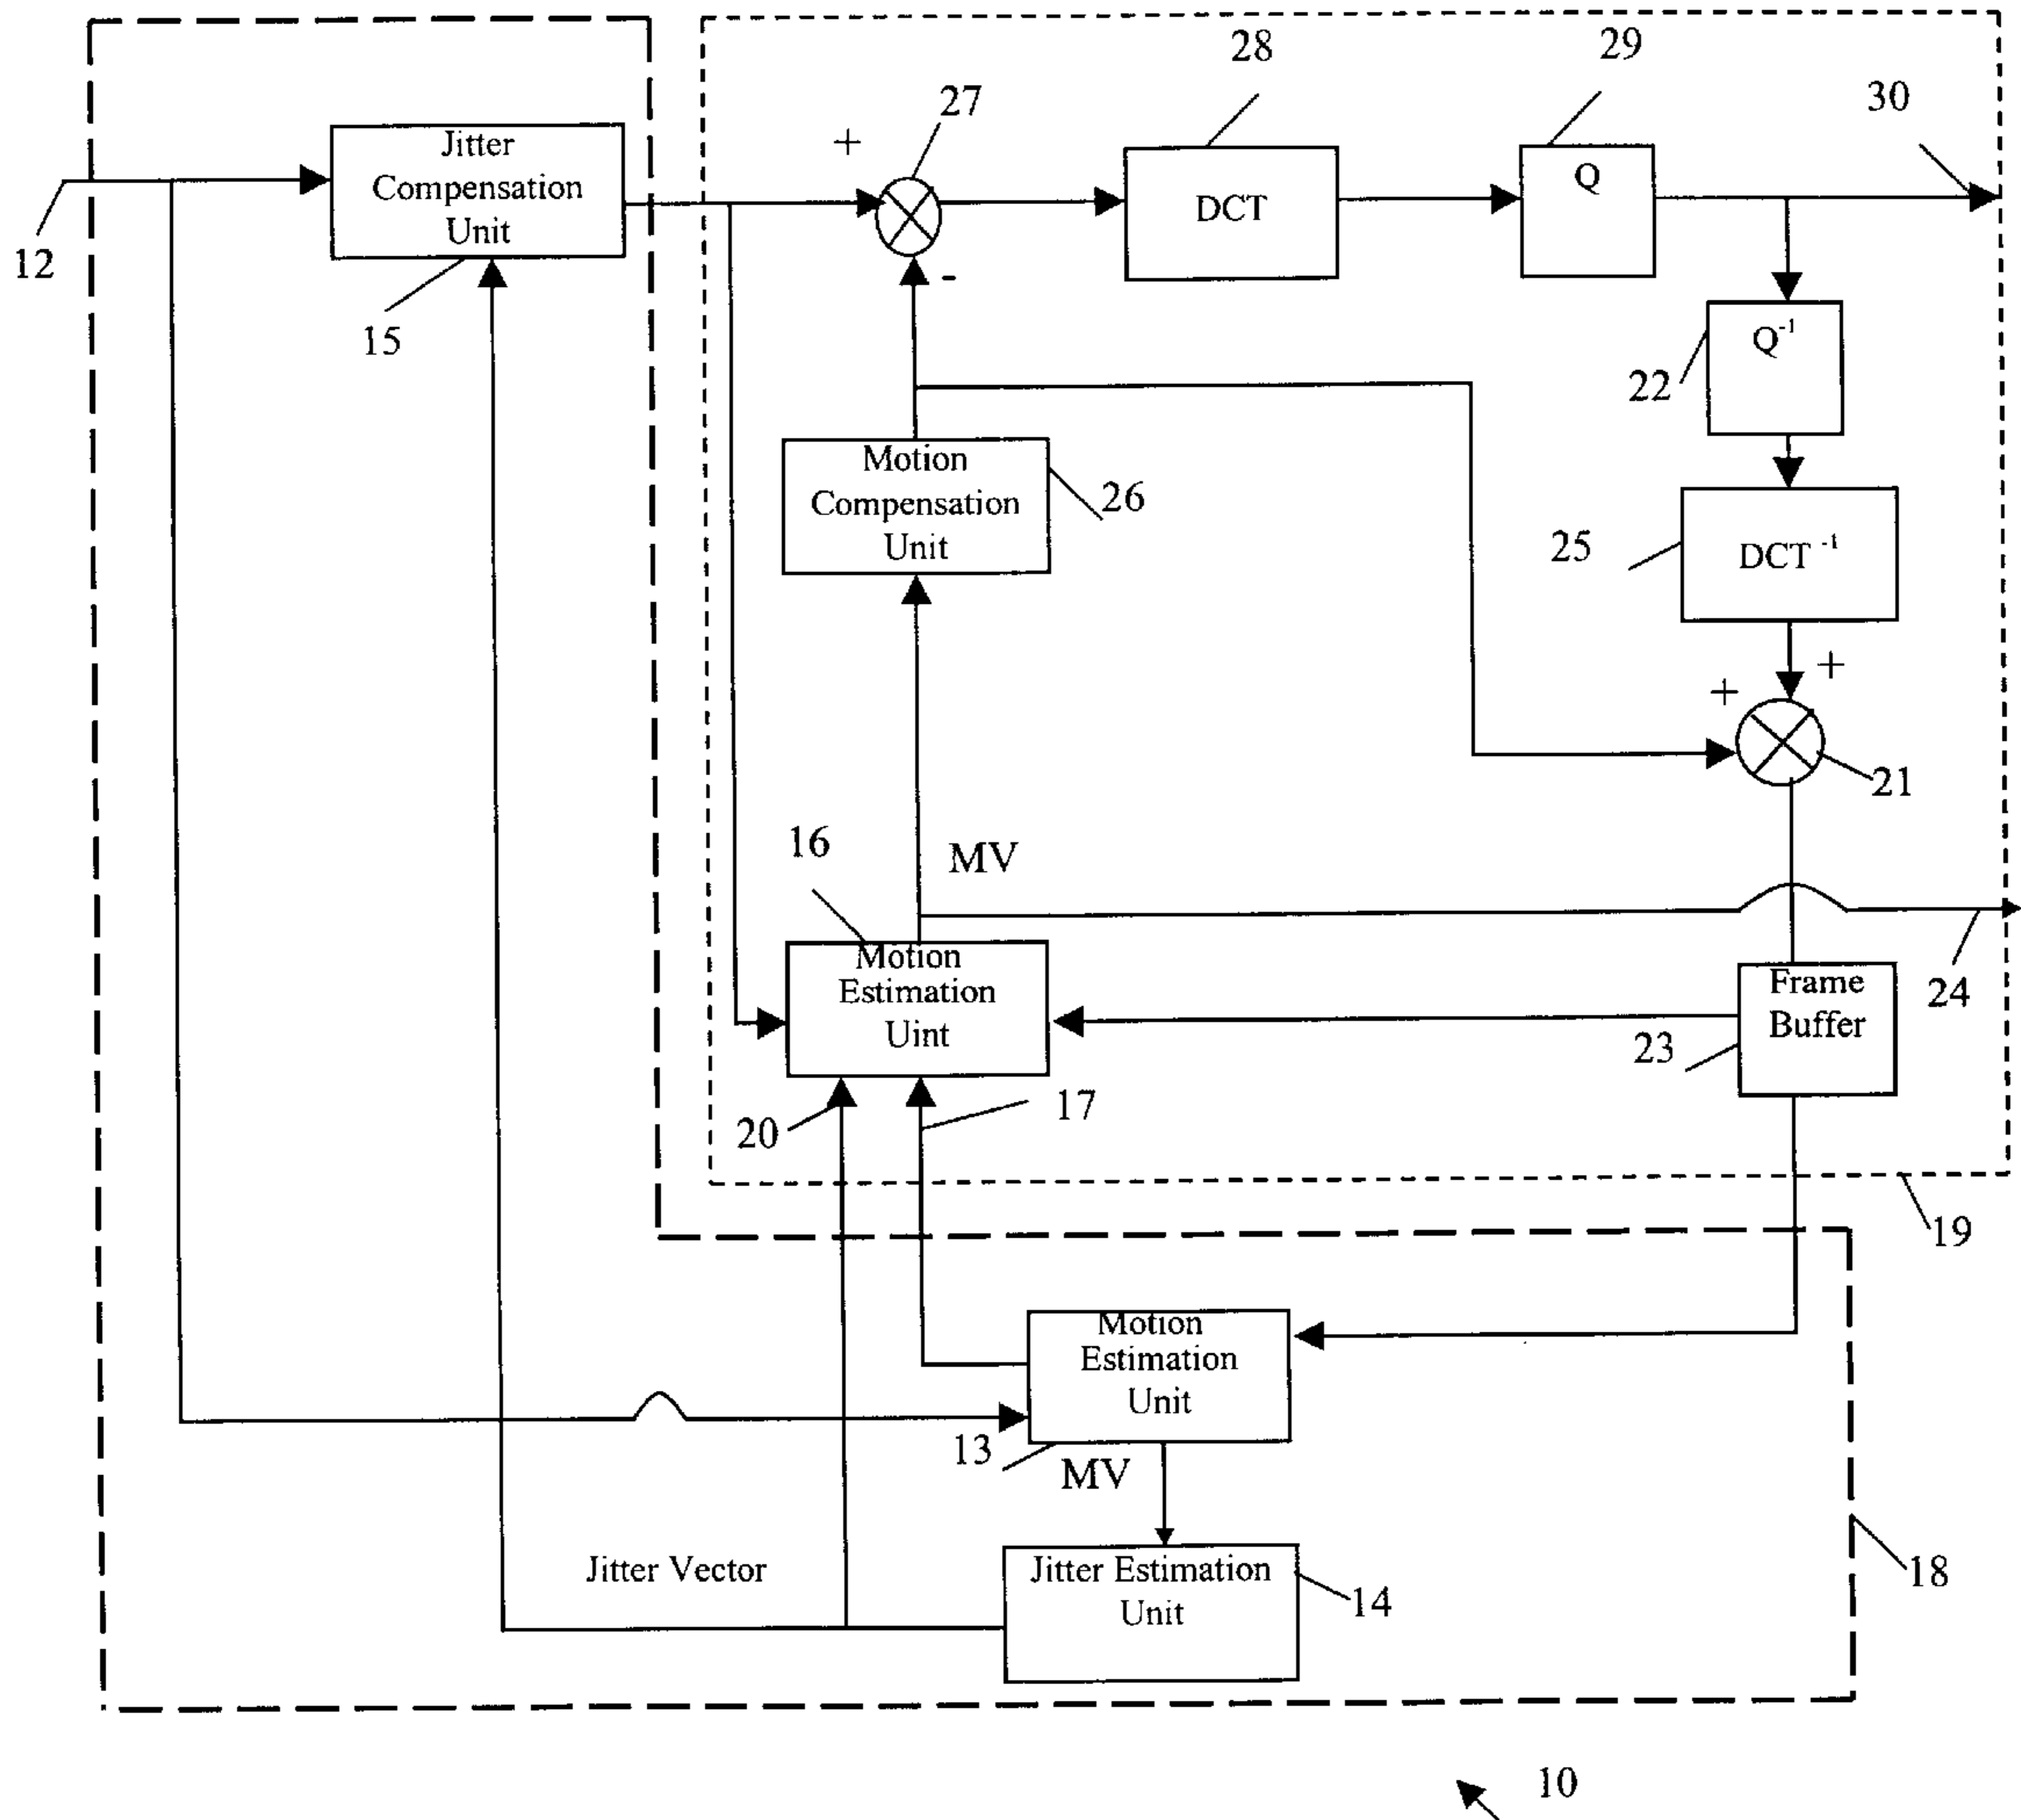 28
29
27
30
+
Jitter
Compensation
Unit
DCT
Q
12
-
15
Q-1
22
Motion
Compensation
Unit
26
25
DCT -1
+
+
21
16
MV
Motion
Estimation
Uint
Frame
Buffer
24
23
17
20
19
Motion
Estimation
Unit
13
MV
Jitter Vector
Jitter Estimation
Unit
14
18
10